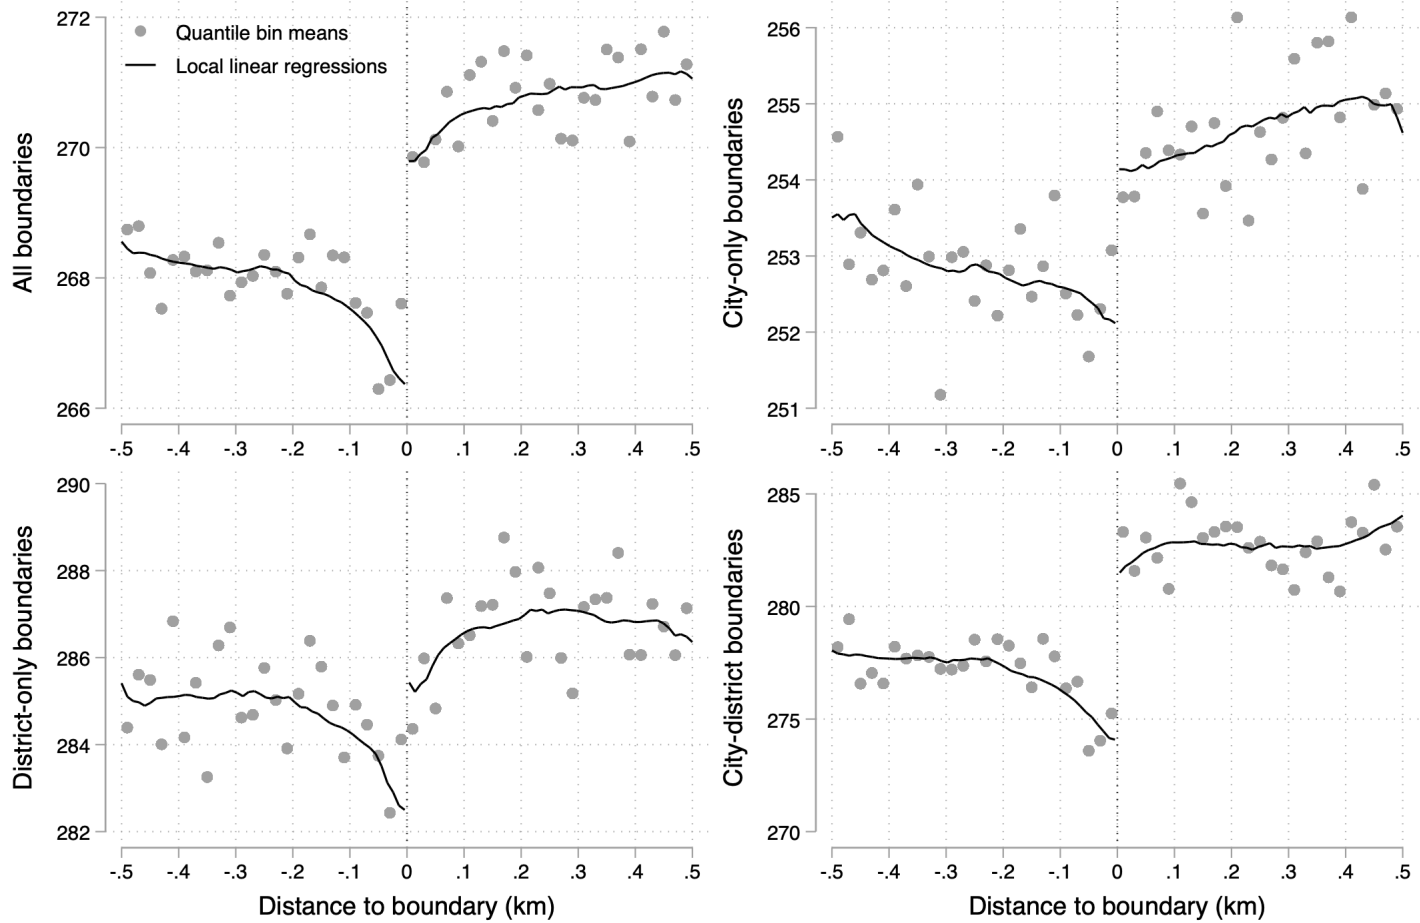 Quantile bin means
Local linear regressions
All boundaries
272
270
268
266
-.5 -.4 -.3 -.2 -.1 0 .1 .2 .3 .4 .5
City-only boundaries
256
255
254
253
252
251
-.5 -.4 -.3 -.2 -.1 0 .1 .2 .3 .4 .5
District-only boundaries
290
288
286
284
282
-.5 -.4 -.3 -.2 -.1 0 .1 .2 .3 .4 .5
Distance to boundary (km)
City-district boundaries
285
280
275
270
-.5 -.4 -.3 -.2 -.1 0 .1 .2 .3 .4 .5
Distance to boundary (km)